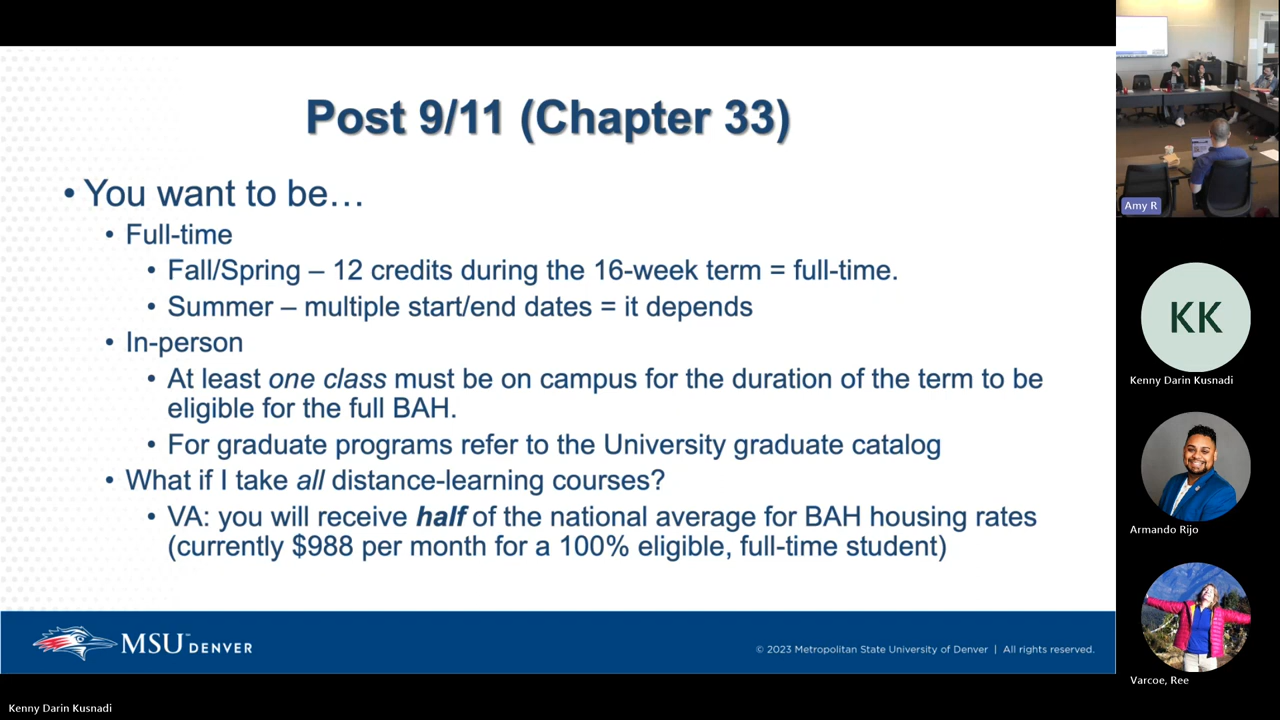 Post 9/11 (Chapter 33)
• You want to be…
• Full-time
• Fall/Spring – 12 credits during the 16-week term = full-time.
• Summer – multiple start/end dates = it depends
• In-person
• At least one class must be on campus for the duration of the term to be
eligible for the full BAH.
• For graduate programs refer to the University graduate catalog
• What if I take all distance-learning courses?
• VA: you will receive half of the national average for BAH housing rates
(currently $988 per month for a 100% eligible, full-time student)
MSU DENVER
© 2023 Metropolitan State University of Denver | All rights reserved.
Kenny Darin Kusnadi
Amy R
KK
Kenny Darin Kusnadi
Armando Rijo
Varcoe, Ree